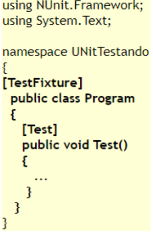 using NUnit.Framework;
using System.Text;

namespace UNitTestando
{
[TestFixture]
public class Program
{
[Test]
public void Test()
{
...
}
}
}